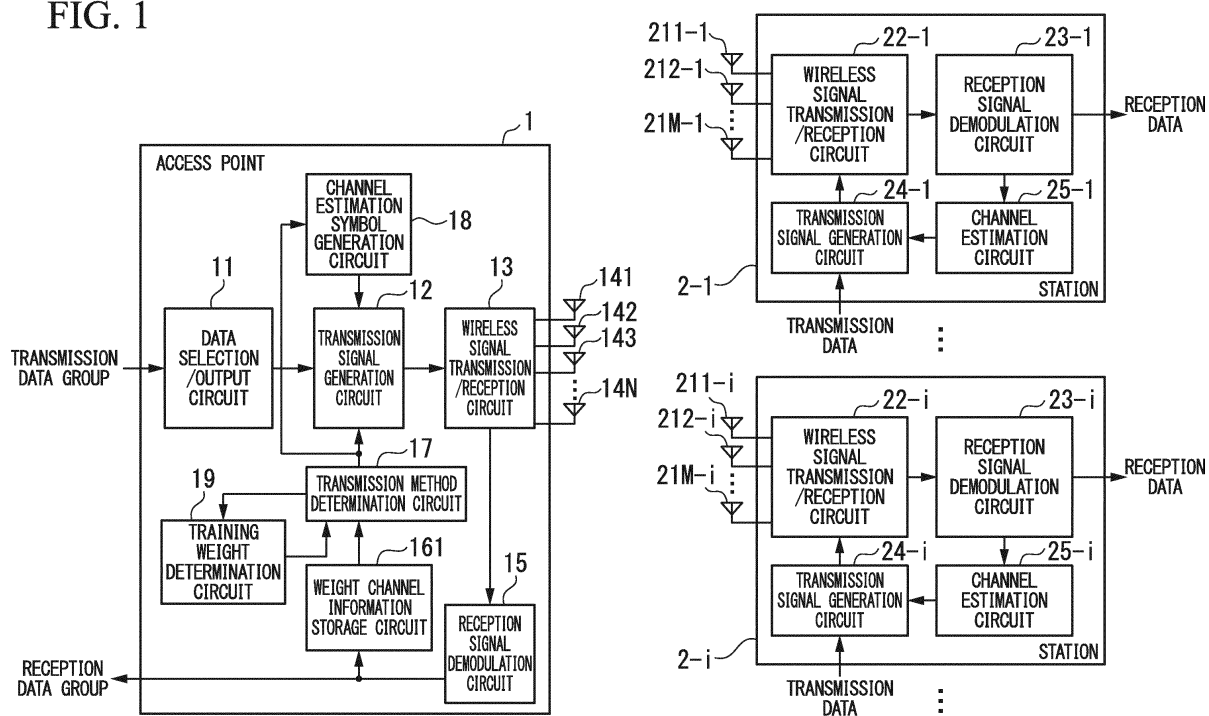 FIG. 1
1
ACCESS POINT
CHANNEL
ESTIMATION
SYMBOL
GENERATION
CIRCUIT
18
11
12
13
141
142
143
14N
TRANSMISSION
DATA GROUP
DATA
SELECTION
/OUTPUT
CIRCUIT
TRANSMISSION
SIGNAL
GENERATION
CIRCUIT
WIRELESS
SIGNAL
TRANSMISSION
/RECEPTION
CIRCUIT
17
TRANSMISSION METHOD
DETERMINATION CIRCUIT
19
TRAINING
WEIGHT
DETERMINATION
CIRCUIT
161
WEIGHT CHANNEL
INFORMATION
STORAGE CIRCUIT
15
RECEPTION
SIGNAL
DEMODULATION
CIRCUIT
RECEPTION
DATA GROUP
211-1
212-1
21M-1
22-1
WIRELESS
SIGNAL
TRANSMISSION
/RECEPTION
CIRCUIT
23-1
RECEPTION
SIGNAL
DEMODULATION
CIRCUIT
RECEPTION
DATA
24-1
TRANSMISSION
SIGNAL GENERATION
CIRCUIT
25-1
CHANNEL
ESTIMATION
CIRCUIT
2-1
STATION
TRANSMISSION
DATA
211-i
212-i
21M-i
22-i
WIRELESS
SIGNAL
TRANSMISSION
/RECEPTION
CIRCUIT
23-i
RECEPTION
SIGNAL
DEMODULATION
CIRCUIT
RECEPTION
DATA
24-i
TRANSMISSION
SIGNAL GENERATION
CIRCUIT
25-i
CHANNEL
ESTIMATION
CIRCUIT
2-i
STATION
TRANSMISSION
DATA